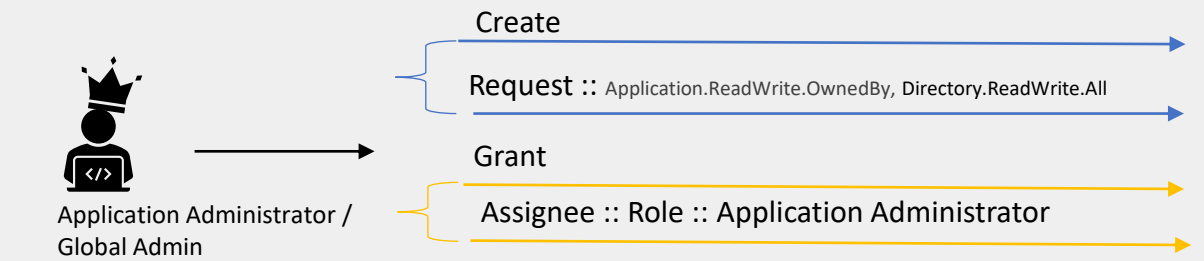 Create
Request :: Application.ReadWrite.OwnedBy, Directory.ReadWrite.All
Grant
Assignee :: Role :: Application Administrator
</>
Application Administrator /
Global Admin